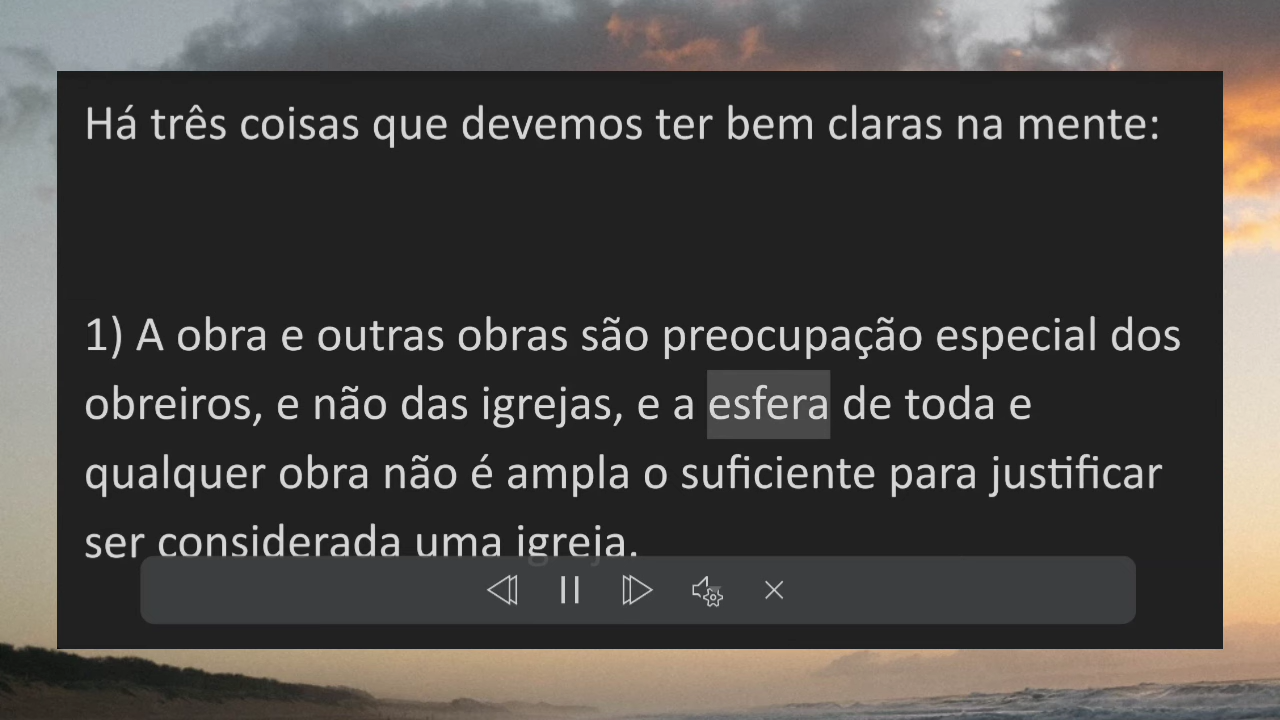 Há três coisas que devemos ter bem claras na mente:
1) A obra e outras obras são preocupação especial dos
obreiros, e não das igrejas, e a esfera de toda e
qualquer obra não é ampla o suficiente para justificar
ser considerada uma igreja.